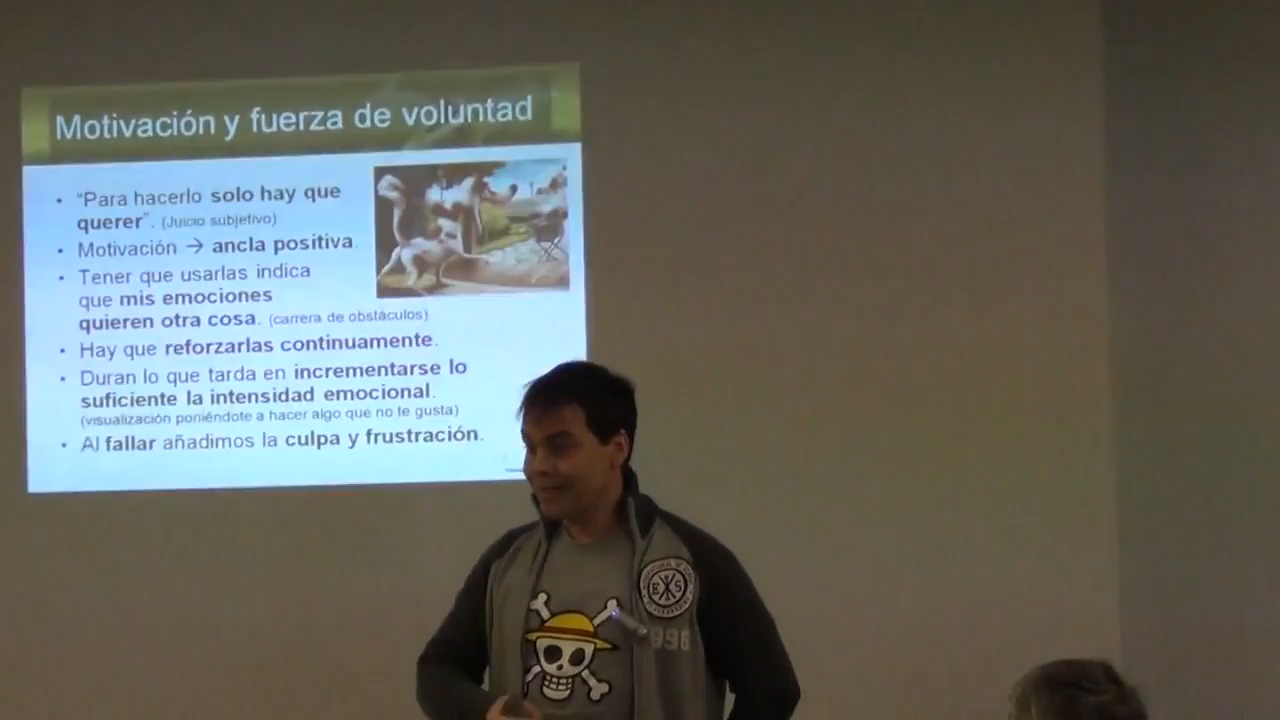 Motivación y fuerza de voluntad
• “Para hacerlo solo hay que
querer”. (Juicio subjetivo)
• Motivación → ancla positiva.
• Tener que usarlas indica
que mis emociones
quieren otra cosa. (carrera de obstáculos)
• Hay que reforzarlas continuamente.
• Duran lo que tarda en incrementarse lo
suficiente la intensidad emocional.
(visualización poniéndote a hacer algo que no te gusta)
• Al fallar añadimos la culpa y frustración.
E S
996